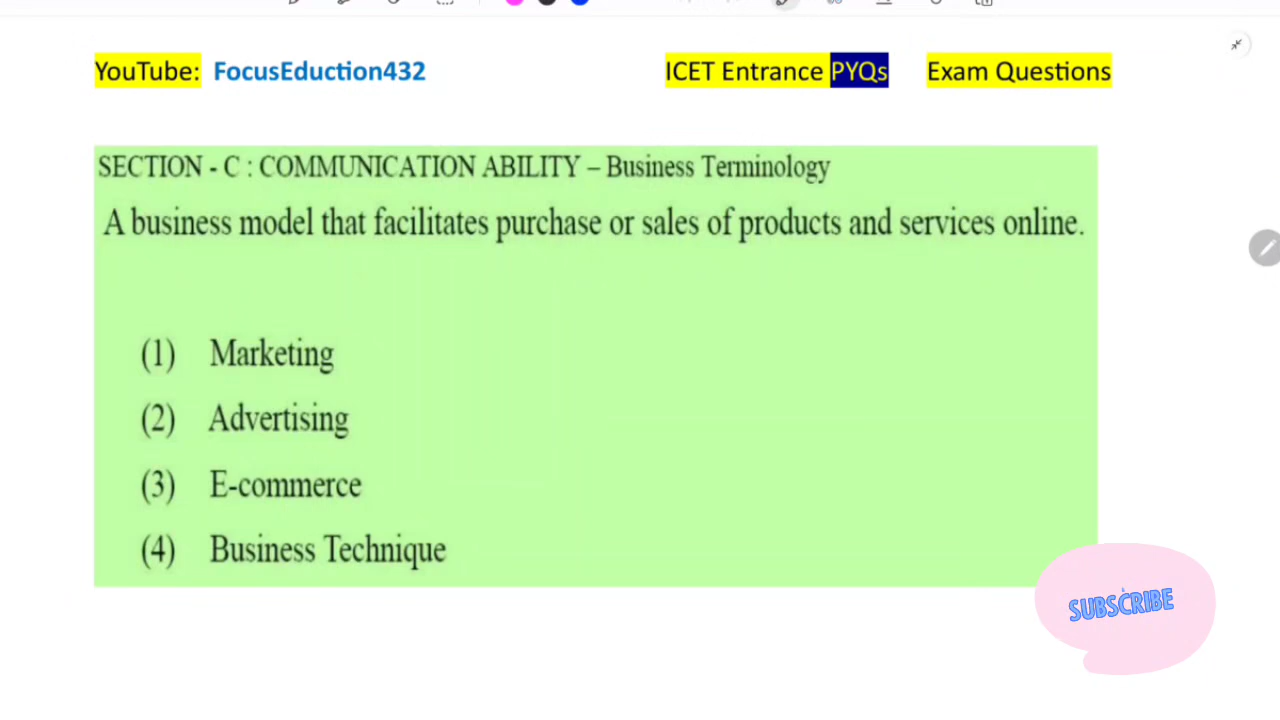 YouTube: FocusEduction432 ICET Entrance PYQs Exam Questions
SECTION - C : COMMUNICATION ABILITY – Business Terminology
A business model that facilitates purchase or sales of products and services online.
(1) Marketing
(2) Advertising
(3) E-commerce
(4) Business Technique
SUBSCRIBE